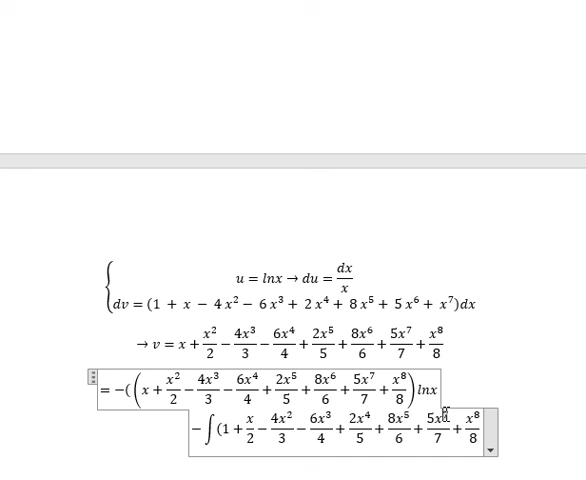 u = lnx → du = dx/x
dv = (1 + x − 4x² − 6x³ + 2x⁴ + 8x⁵ + 5x⁶ + x⁷)dx
→ v = x + x²/2 − 4x³/3 − 6x⁴/4 + 2x⁵/5 + 8x⁶/6 + 5x⁷/7 + x⁸/8
= −((x + x²/2 − 4x³/3 − 6x⁴/4 + 2x⁵/5 + 8x⁶/6 + 5x⁷/7 + x⁸/8)lnx
− ∫(1 + x/2 − 4x²/3 − 6x³/4 + 2x⁴/5 + 8x⁵/6 + /7 + x⁸/8